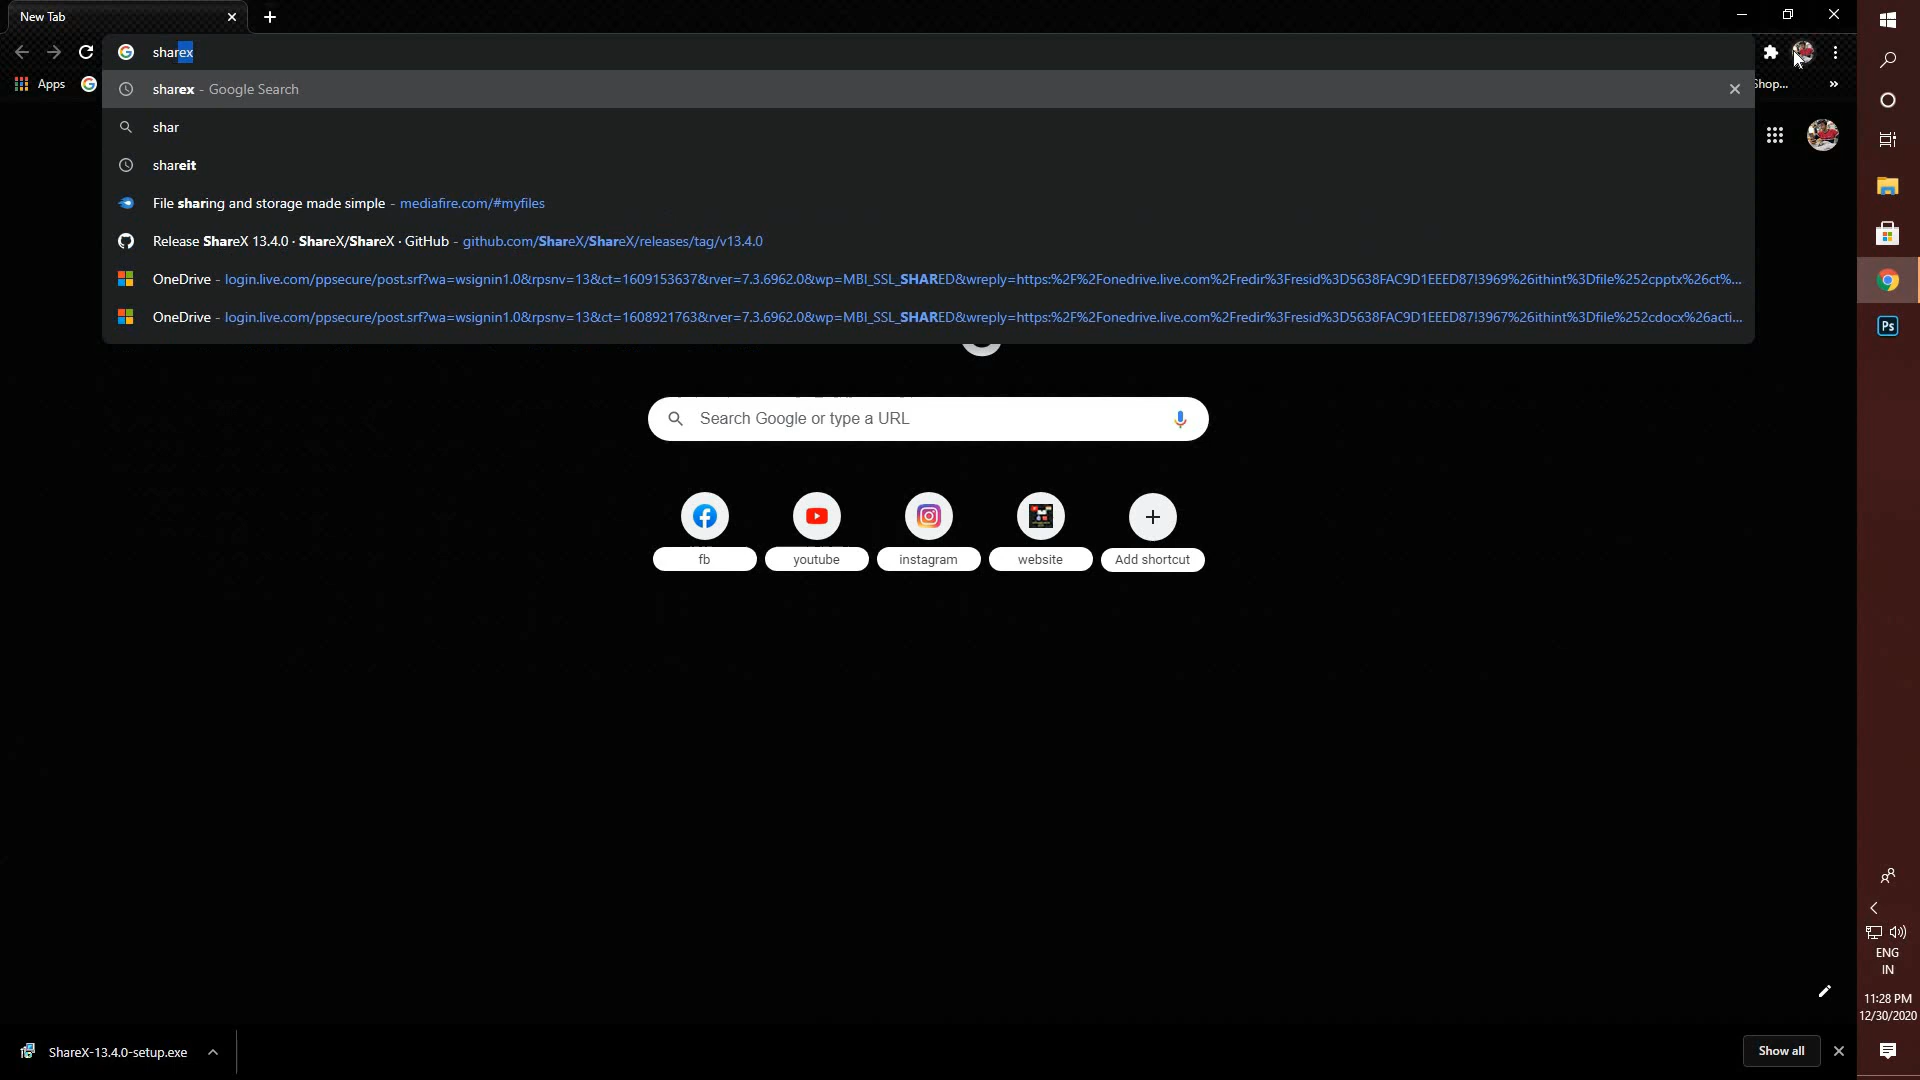 New Tab
sharex
Apps
Shop...
sharex - Google Search
shar
shareit
File sharing and storage made simple - mediafire.com/#myfiles
Release ShareX 13.4.0 · ShareX/ShareX · GitHub - github.com/ShareX/ShareX/releases/tag/v13.4.0
OneDrive - login.live.com/ppsecure/post.srf?wa=wsignin1.0&rpsnv=13&ct=1609153637&rver=7.3.6962.0&wp=MBI_SSL_SHARED&wreply=https:%2F%2Fonedrive.live.com%2Fredir%3Fresid%3D5638FAC9D1EEED87!3969%26ithint%3Dfile%252cpptx%26ct%...
OneDrive - login.live.com/ppsecure/post.srf?wa=wsignin1.0&rpsnv=13&ct=1608921763&rver=7.3.6962.0&wp=MBI_SSL_SHARED&wreply=https:%2F%2Fonedrive.live.com%2Fredir%3Fresid%3D5638FAC9D1EEED87!3967%26ithint%3Dfile%252cdocx%26acti...
Ps
Search Google or type a URL
fb
youtube
instagram
website
Add shortcut
ENG
IN
11:28 PM
12/30/2020
ShareX-13.4.0-setup.exe
Show all